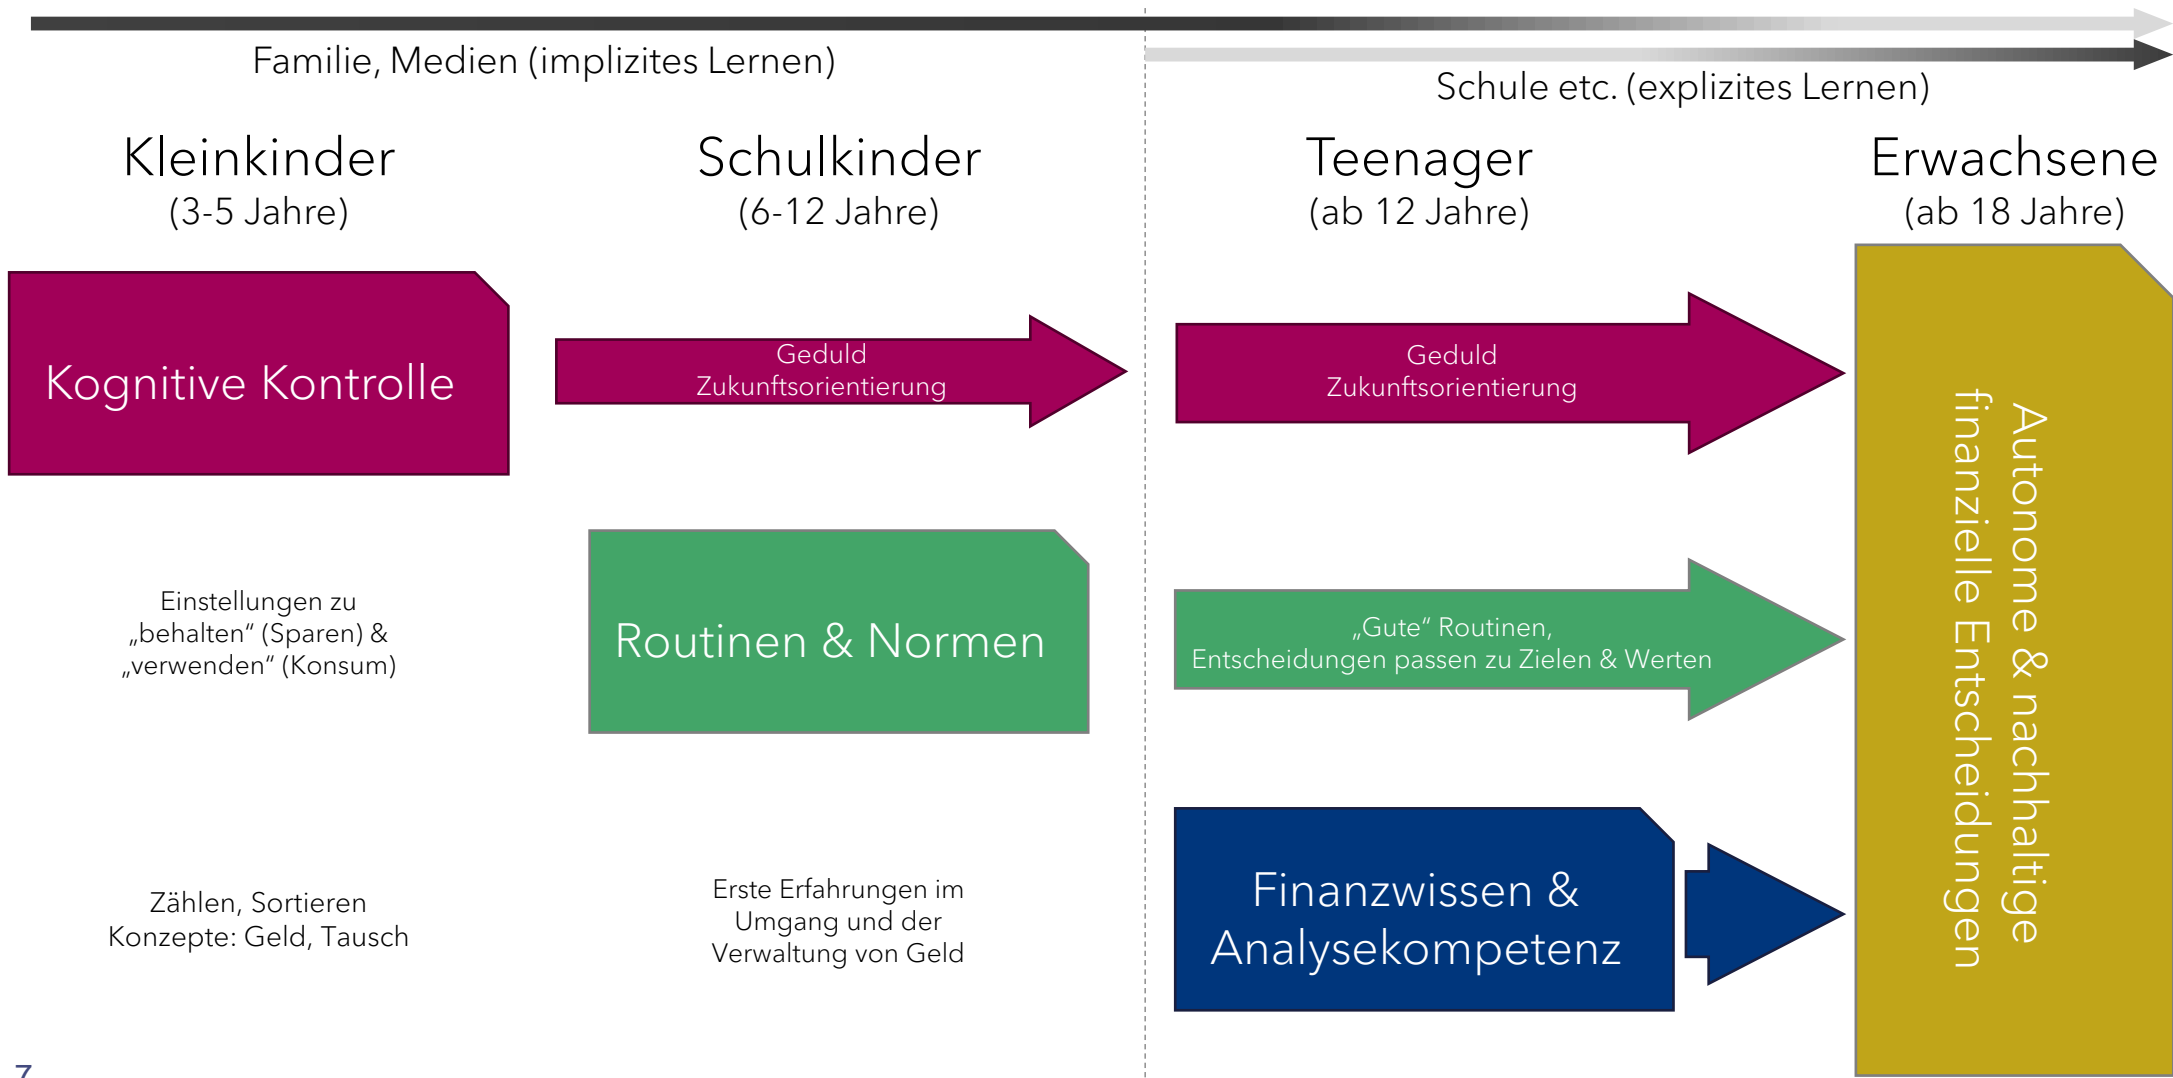 Familie, Medien (implizites Lernen)
Schule etc. (explizites Lernen)
Kleinkinder
(3-5 Jahre)
Schulkinder
(6-12 Jahre)
Teenager
(ab 12 Jahre)
Erwachsene
(ab 18 Jahre)
Kognitive Kontrolle
Geduld
Zukunftsorientierung
Geduld
Zukunftsorientierung
Einstellungen zu
„behalten“ (Sparen) &
„verwenden“ (Konsum)
Routinen & Normen
„Gute“ Routinen,
Entscheidungen passen zu Zielen & Werten
Zählen, Sortieren
Konzepte: Geld, Tausch
Erste Erfahrungen im
Umgang und der
Verwaltung von Geld
Finanzwissen &
Analysekompetenz
Autonome & nachhaltige
finanzielle Entscheidungen
7